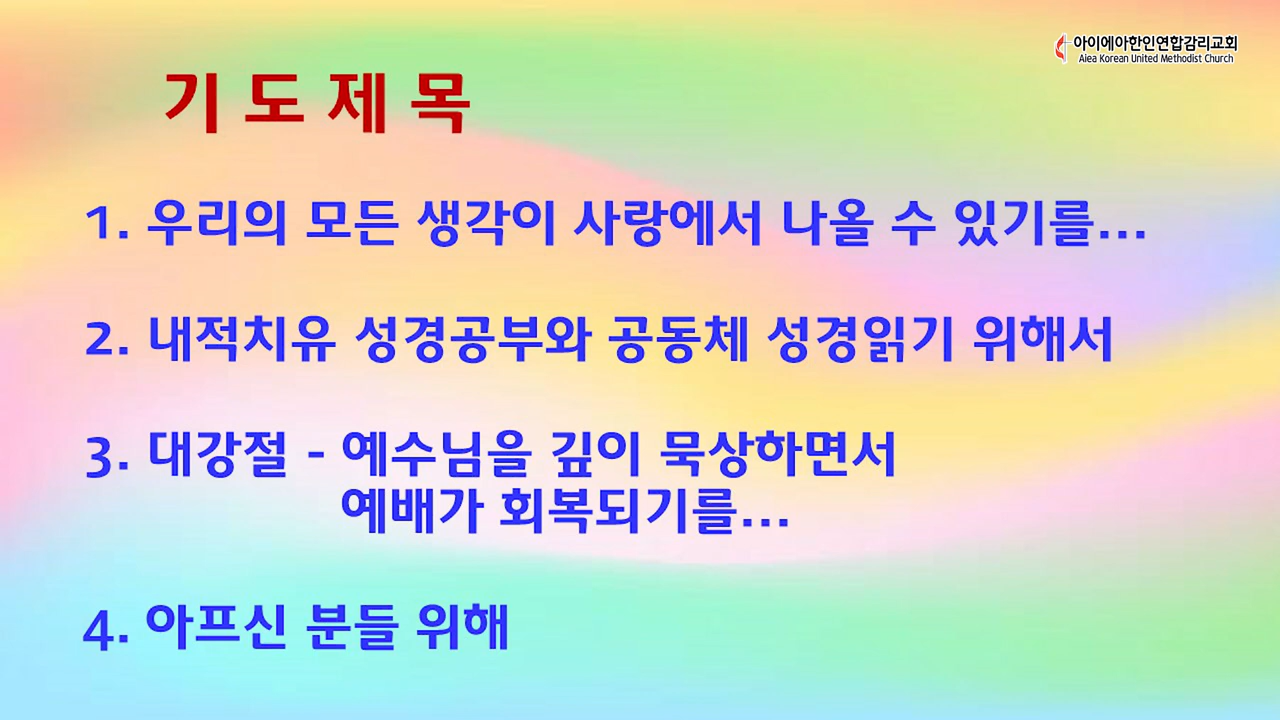 아이에아한인연합감리교회
Aiea Korean United Methodist Church
기 도 제 목
1. 우리의 모든 생각이 사랑에서 나올 수 있기를...
2. 내적치유 성경공부와 공동체 성경읽기 위해서
3. 대강절 - 예수님을 깊이 묵상하면서
예배가 회복되기를...
4. 아프신 분들 위해